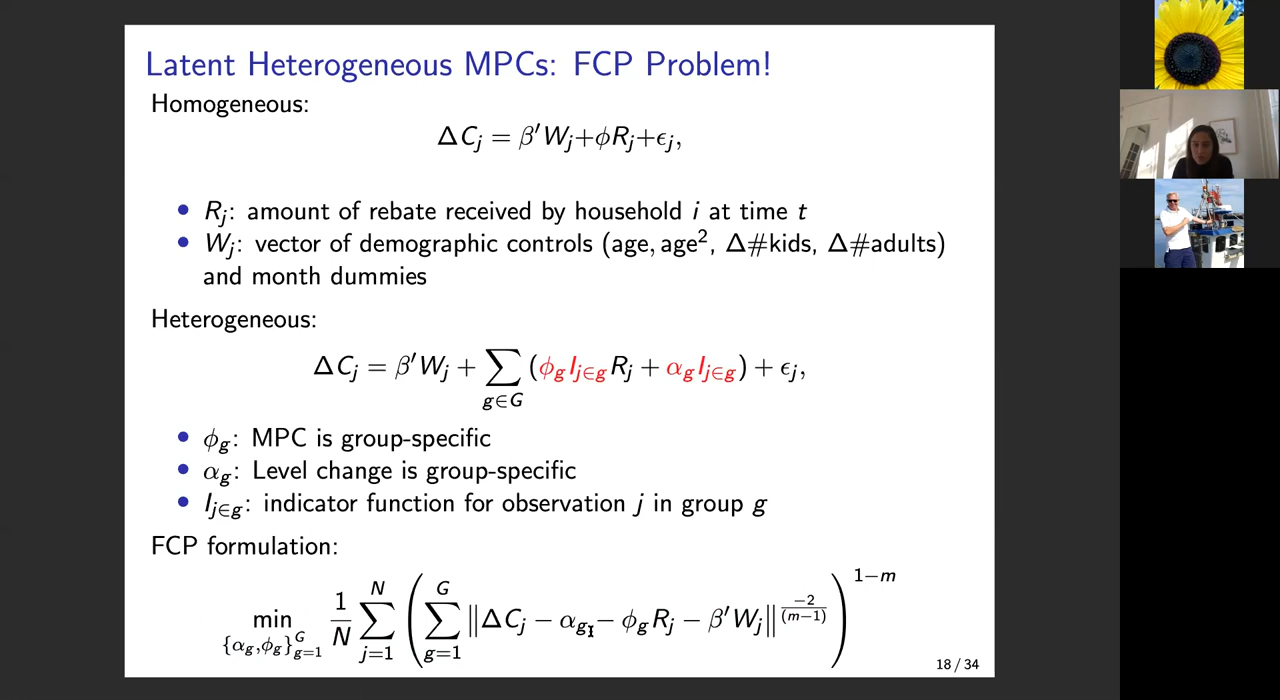 Latent Heterogeneous MPCs: FCP Problem!
Homogeneous:
ΔC_j = β′W_j+ϕR_j+ϵ_j,
• R_j: amount of rebate received by household i at time t
• W_j: vector of demographic controls (age, age², Δ#kids, Δ#adults)
and month dummies
Heterogeneous:
ΔC_j = β′W_j + ∑_{g∈G} (ϕ_g I_{j∈g} R_j + α_g I_{j∈g}) + ϵ_j,
• ϕ_g: MPC is group-specific
• α_g: Level change is group-specific
• I_{j∈g}: indicator function for observation j in group g
FCP formulation:
min_{{α_g,ϕ_g}_{g=1}^{G}} 1/N ∑_{j=1}^{N} (∑_{g=1}^{G} ‖ΔC_j − α_g − ϕ_g R_j − β′W_j‖^{-2/(m−1)})^{1−m}
18 / 34